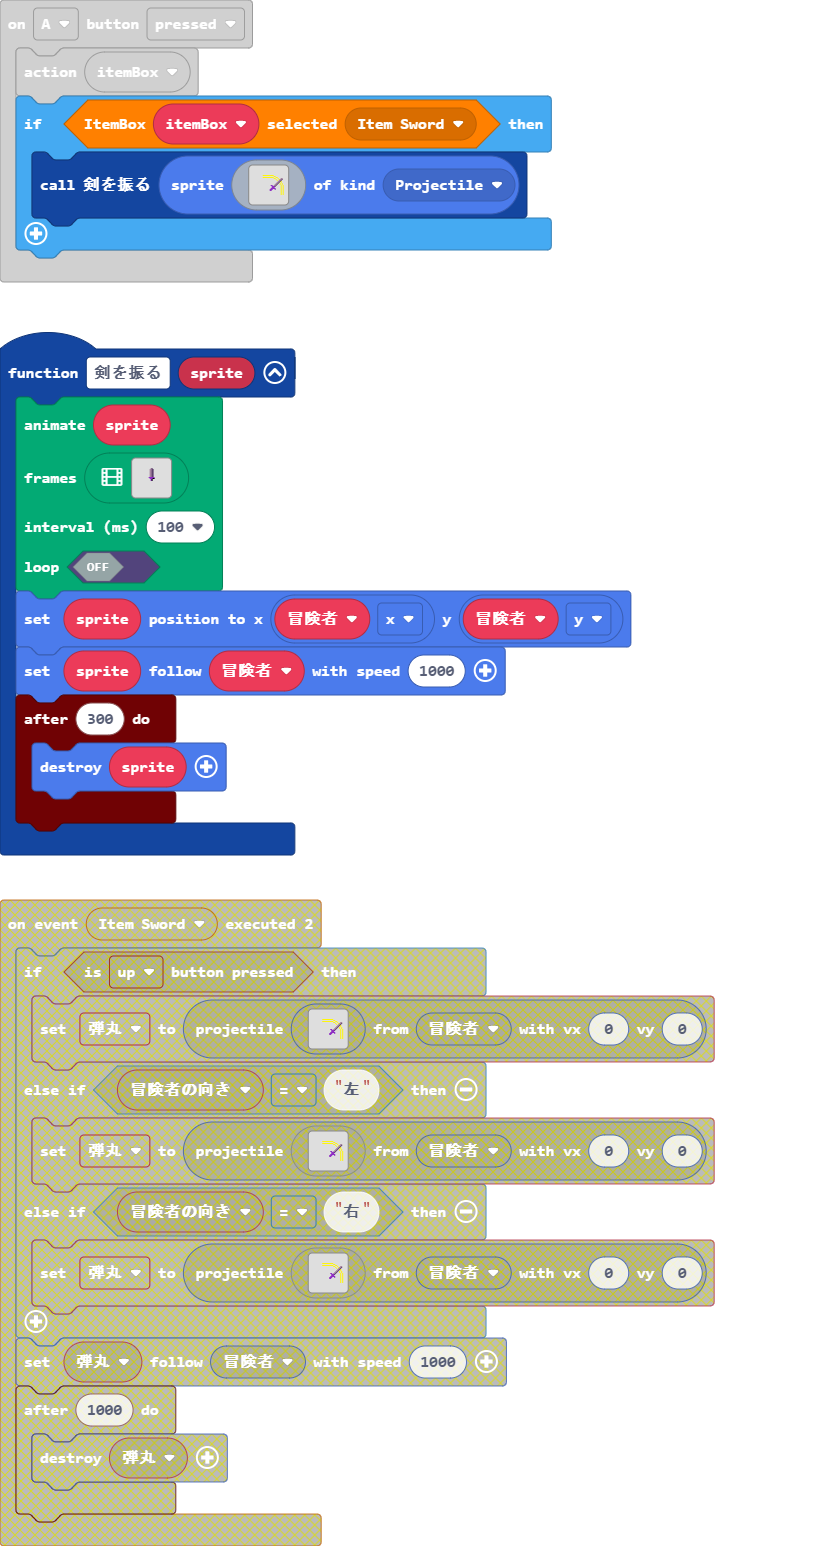 on A button pressed
action itemBox
if ItemBox itemBox selected Item Sword then
call 剣を振る sprite of kind Projectile
function 剣を振る sprite
animate sprite
frames
interval (ms) 100
loop OFF
set sprite position to x 冒険者 x y 冒険者 y
set sprite follow 冒険者 with speed 1000
after 300 do
destroy sprite
on event Item Sword executed 2
if is up button pressed then
set 弾丸 to projectile from 冒険者 with vx 0 vy 0
else if 冒険者の向き = "左" then
set 弾丸 to projectile from 冒険者 with vx 0 vy 0
else if 冒険者の向き = "右" then
set 弾丸 to projectile from 冒険者 with vx 0 vy 0
set 弾丸 follow 冒険者 with speed 1000
after 1000 do
destroy 弾丸